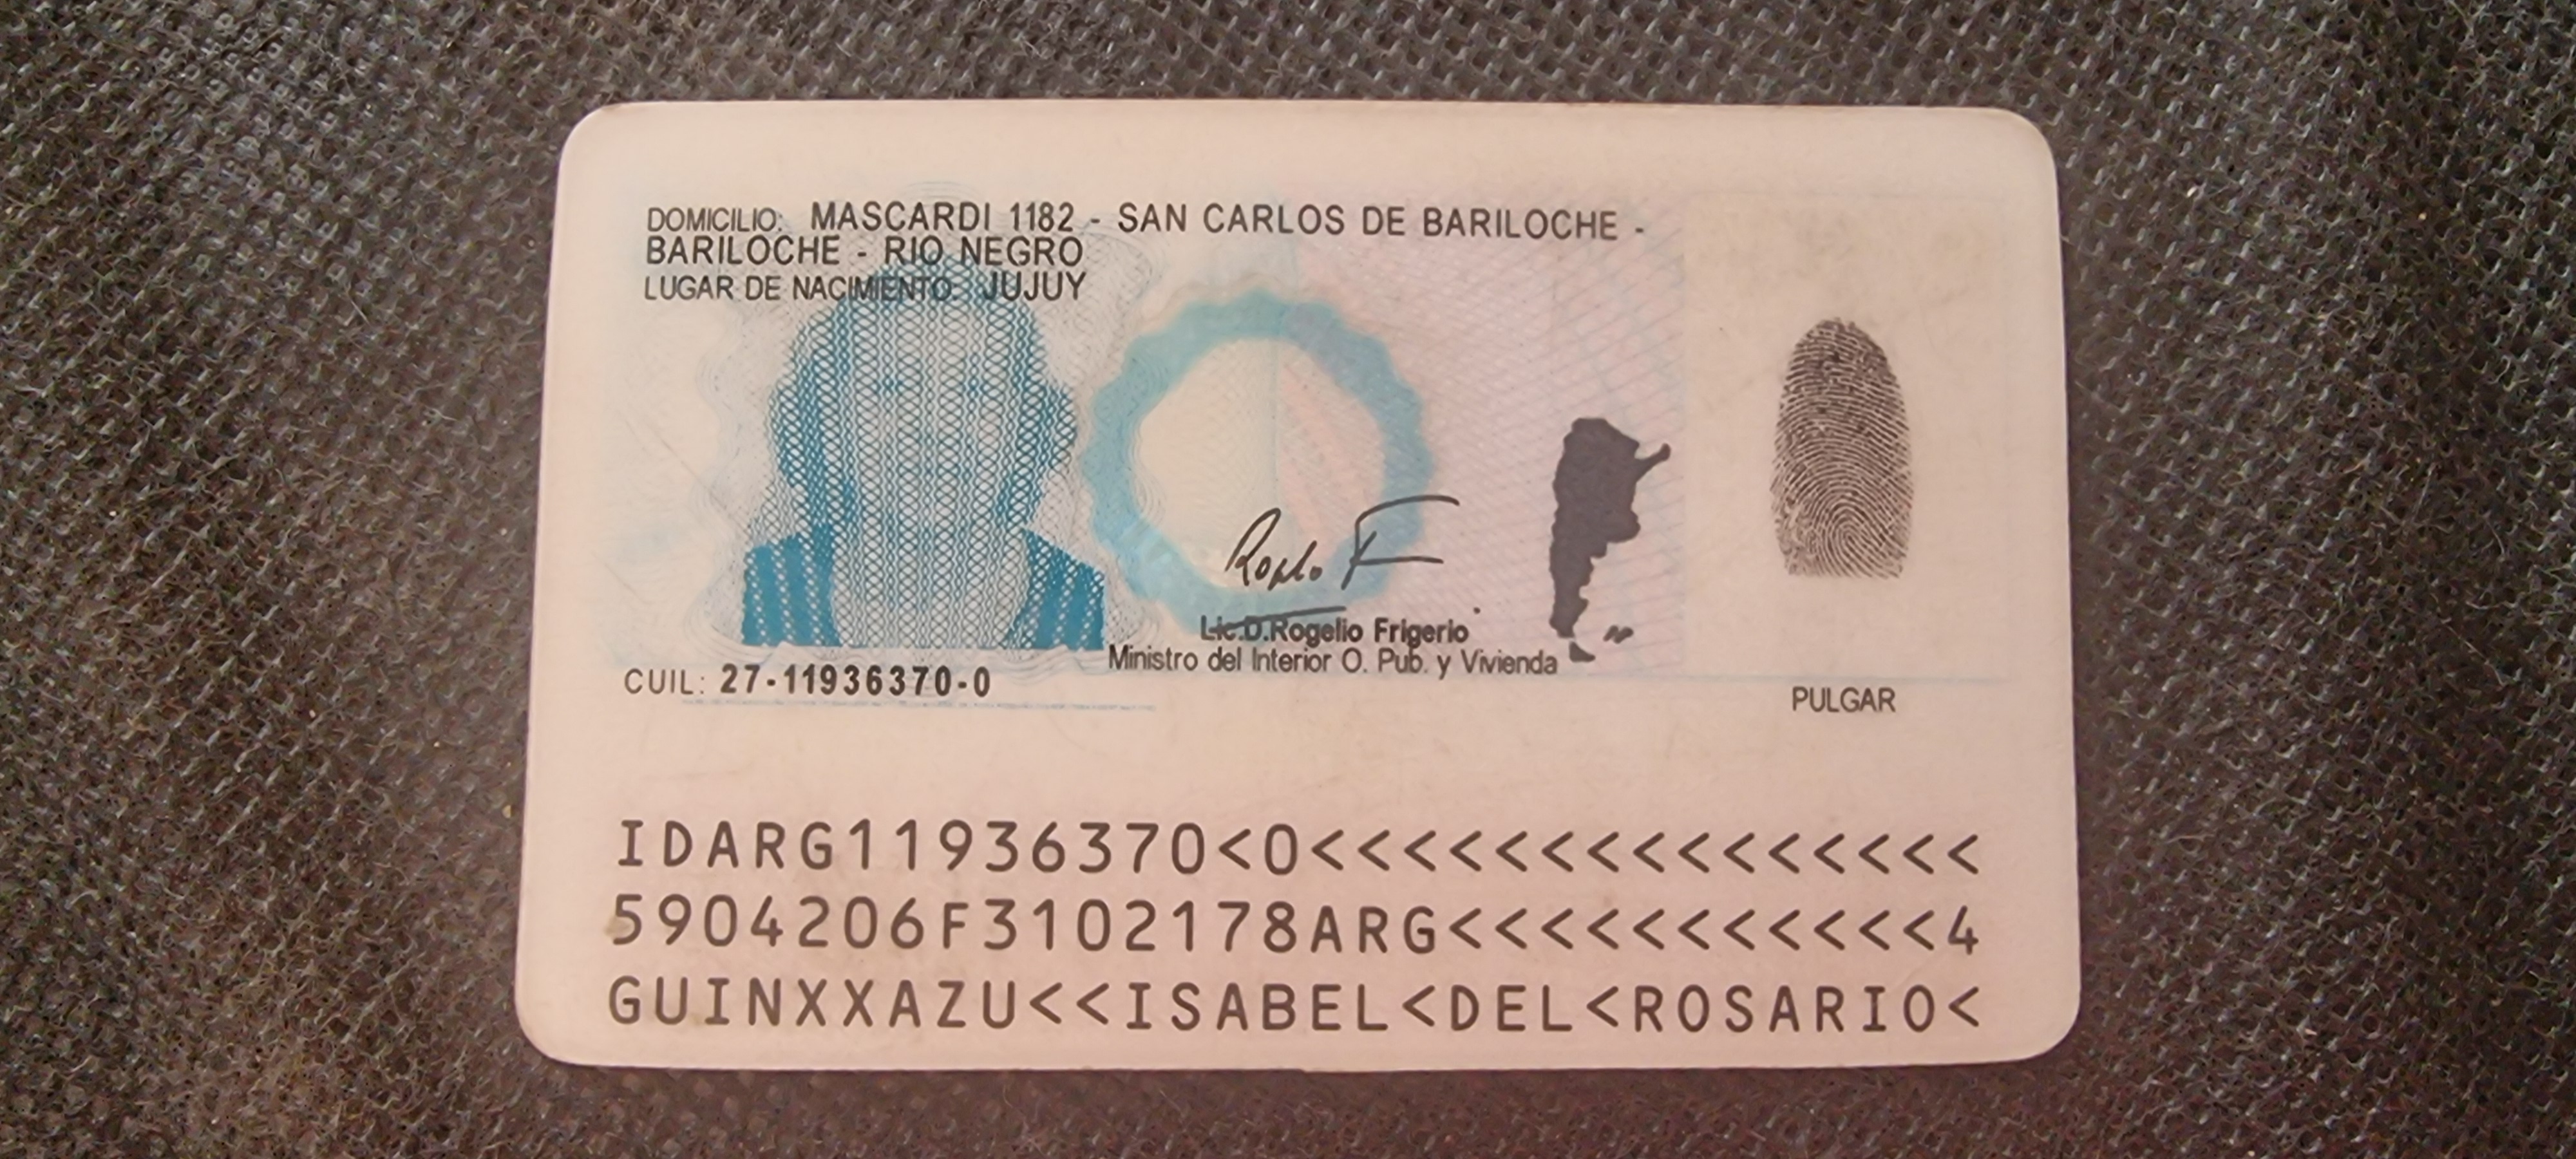 DOMICILIO: MASCARDI 1182 - SAN CARLOS DE BARILOCHE -
BARILOCHE - RIO NEGRO
LUGAR DE NACIMIENTO: JUJUY
Lic.D.Rogelio Frigerio
Ministro del Interior O. Pub. y Vivienda
CUIL: 27-11936370-0
PULGAR
IDARG11936370<0<<<<<<<<<<<<<<<
5904206F3102178ARG<<<<<<<<<<<4
GUINXXAZU<<ISABEL<DEL<ROSARIO<